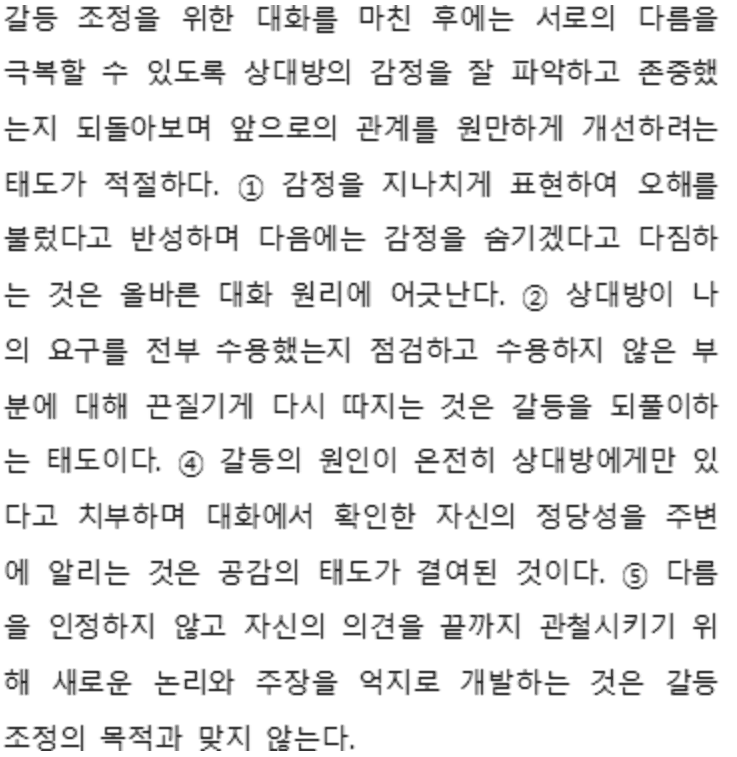 갈등 조정을 위한 대화를 마친 후에는 서로의 다름을
극복할 수 있도록 상대방의 감정을 잘 파악하고 존중했
는지 되돌아보며 앞으로의 관계를 원만하게 개선하려는
태도가 적절하다. ① 감정을 지나치게 표현하여 오해를
불렀다고 반성하며 다음에는 감정을 숨기겠다고 다짐하
는 것은 올바른 대화 원리에 어긋난다. ② 상대방이 나
의 요구를 전부 수용했는지 점검하고 수용하지 않은 부
분에 대해 끈질기게 다시 따지는 것은 갈등을 되풀이하
는 태도이다. ④ 갈등의 원인이 온전히 상대방에게만 있
다고 치부하며 대화에서 확인한 자신의 정당성을 주변
에 알리는 것은 공감의 태도가 결여된 것이다. ⑤ 다름
을 인정하지 않고 자신의 의견을 끝까지 관철시키기 위
해 새로운 논리와 주장을 억지로 개발하는 것은 갈등
조정의 목적과 맞지 않는다.